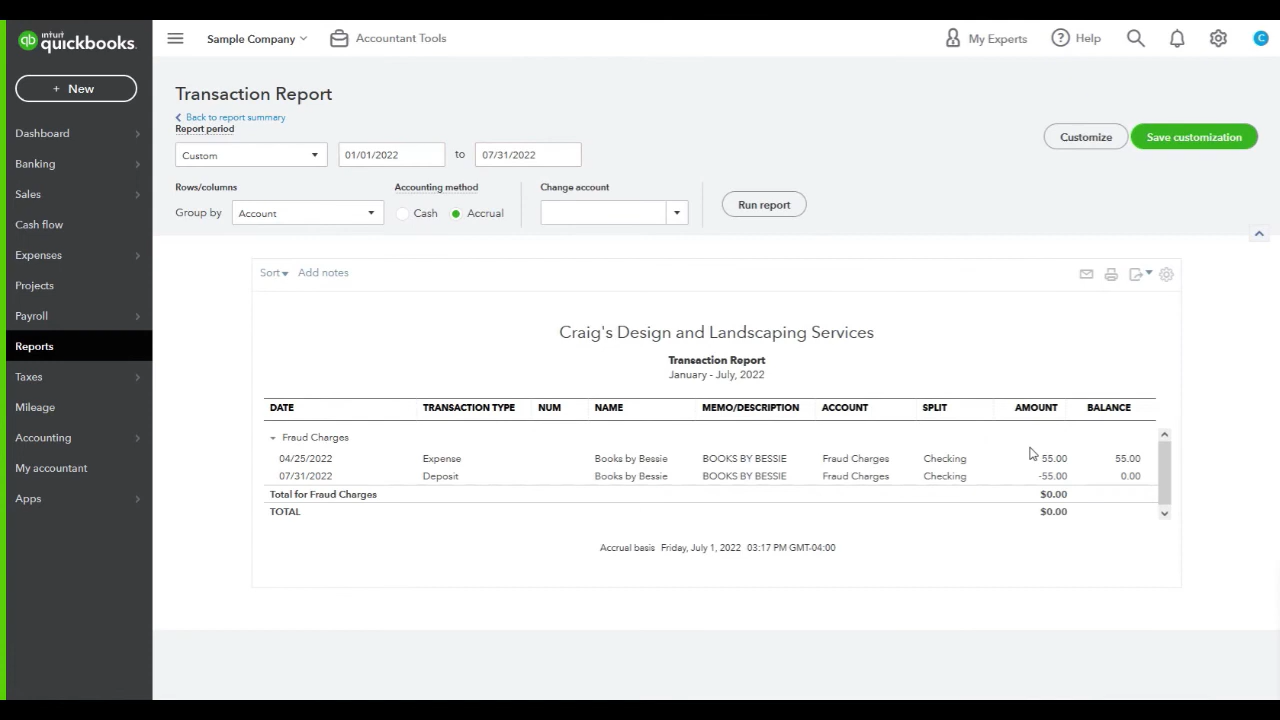 intuit
qb quickbooks.
Sample Company
Accountant Tools
My Experts
Help
C
+ New
Dashboard
Banking
Sales
Cash flow
Expenses
Projects
Payroll
Reports
Taxes
Mileage
Accounting
My accountant
Apps
Transaction Report
Back to report summary
Report period
Custom 01/01/2022 to 07/31/2022
Customize Save customization
Rows/columns Accounting method Change account
Group by Account Cash Accrual Run report
Sort Add notes
Craig's Design and Landscaping Services
Transaction Report
January - July, 2022
DATE TRANSACTION TYPE NUM NAME MEMO/DESCRIPTION ACCOUNT SPLIT AMOUNT BALANCE
Fraud Charges
04/25/2022 Expense Books by Bessie BOOKS BY BESSIE Fraud Charges Checking 55.00 55.00
07/31/2022 Deposit Books by Bessie BOOKS BY BESSIE Fraud Charges Checking -55.00 0.00
Total for Fraud Charges $0.00
TOTAL $0.00
Accrual basis Friday, July 1, 2022 03:17 PM GMT-04:00